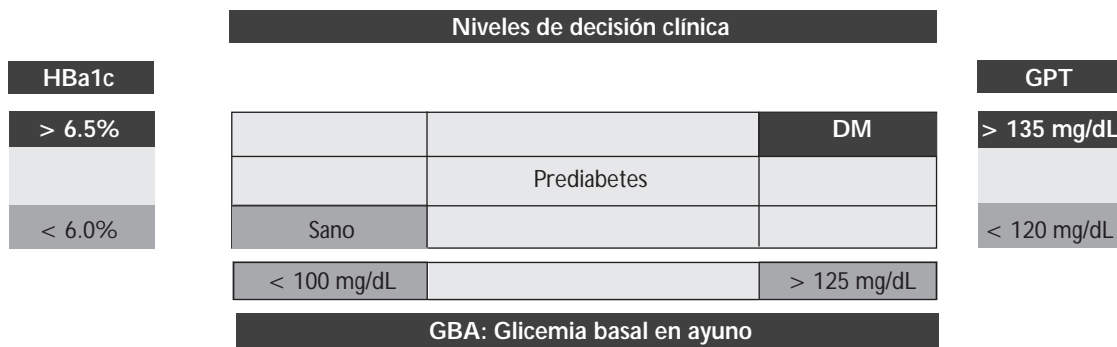 Niveles de decisión clínica
HBa1c
GPT
> 6.5%
DM
> 135 mg/dL
Prediabetes
< 6.0%
Sano
< 120 mg/dL
< 100 mg/dL
> 125 mg/dL
GBA: Glicemia basal en ayuno